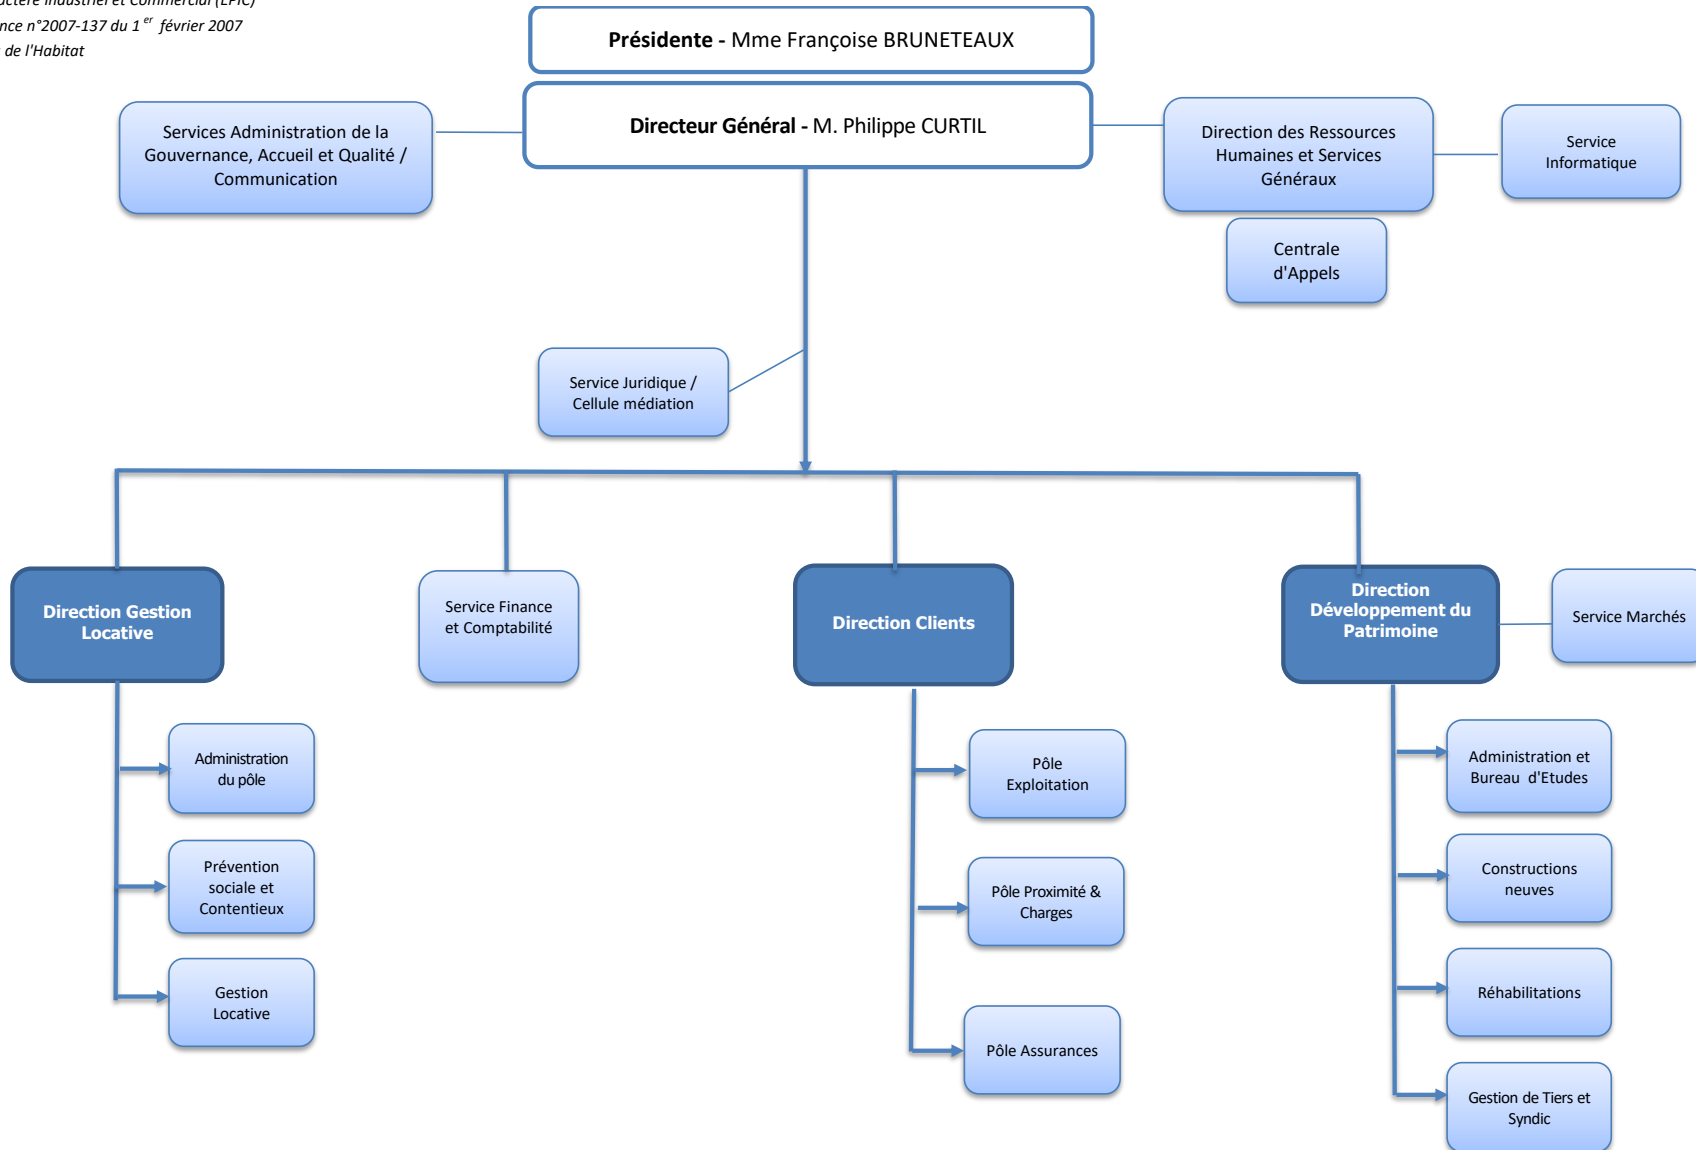 Industriel et Commercial (EPIC)
n°2007-137 du 1er février 2007
de l'Habitat
Présidente - Mme Françoise BRUNETEAUX
Directeur Général - M. Philippe CURTIL
Services Administration de la
Gouvernance, Accueil et Qualité /
Communication
Direction des Ressources
Humaines et Services
Généraux
Service
Informatique
Centrale
d'Appels
Service Juridique /
Cellule médiation
Direction Gestion
Locative
Service Finance
et Comptabilité
Direction Clients
Direction
Développement du
Patrimoine
Service Marchés
Administration
du pôle
Prévention
sociale et
Contentieux
Gestion
Locative
Pôle
Exploitation
Pôle Proximité &
Charges
Pôle Assurances
Administration et
Bureau d'Etudes
Constructions
neuves
Réhabilitations
Gestion de Tiers et
Syndic